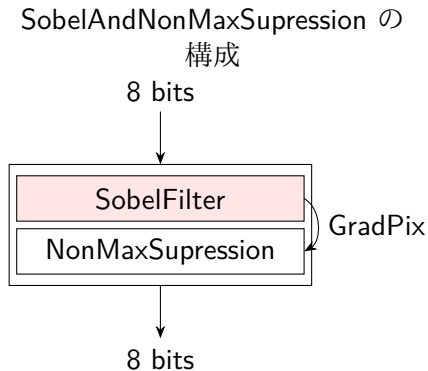 SobelAndNonMaxSupression の
構成
8 bits
SobelFilter
GradPix
NonMaxSupression
8 bits